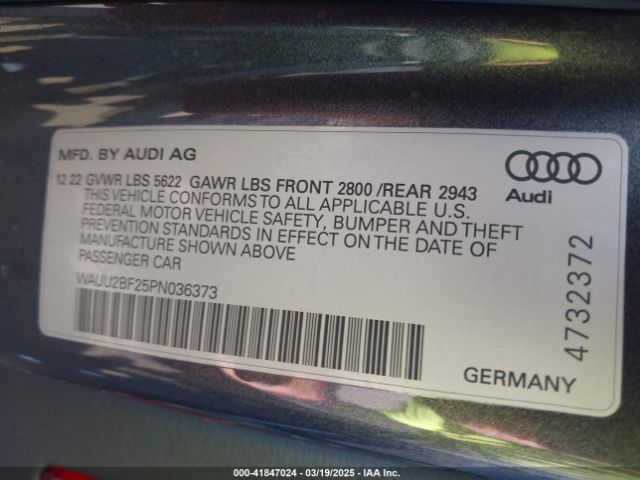 MFD. BY AUDI AG
Audi
12 22 GVWR LBS 5622 GAWR LBS FRONT 2800 /REAR 2943
THIS VEHICLE CONFORMS TO ALL APPLICABLE U.S.
FEDERAL MOTOR VEHICLE SAFETY, BUMPER AND THEFT
PREVENTION STANDARDS IN EFFECT ON THE DATE OF
MANUFACTURE SHOWN ABOVE
PASSENGER CAR
WAUU2BF25PN036373
4732372
GERMANY
000-41847024 — 03/19/2025 — IAA Inc.